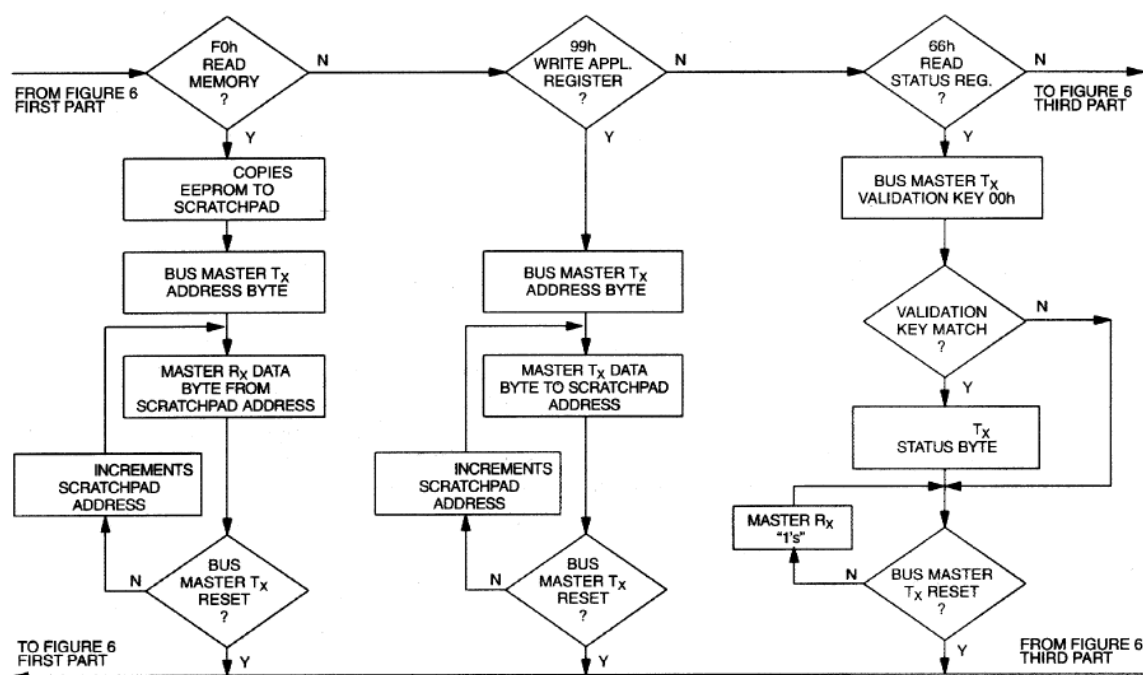 F0h
READ
MEMORY
?
N
Y
FROM FIGURE 6
FIRST PART
99h
WRITE APPL.
REGISTER
?
N
Y
66h
READ
STATUS REG.
?
N
Y
TO FIGURE 6
THIRD PART
COPIES
EEPROM TO
SCRATCHPAD
BUS MASTER TX
ADDRESS BYTE
MASTER RX DATA
BYTE FROM
SCRATCHPAD ADDRESS
INCREMENTS
SCRATCHPAD
ADDRESS
BUS
MASTER TX
RESET
?
N
Y
BUS MASTER TX
ADDRESS BYTE
MASTER TX DATA
BYTE TO SCRATCHPAD
ADDRESS
INCREMENTS
SCRATCHPAD
ADDRESS
BUS
MASTER TX
RESET
?
N
Y
BUS MASTER TX
VALIDATION KEY 00h
VALIDATION
KEY MATCH
?
N
Y
TX
STATUS BYTE
MASTER RX
"1's"
BUS MASTER
TX RESET
?
N
Y
TO FIGURE 6
FIRST PART
FROM FIGURE 6
THIRD PART